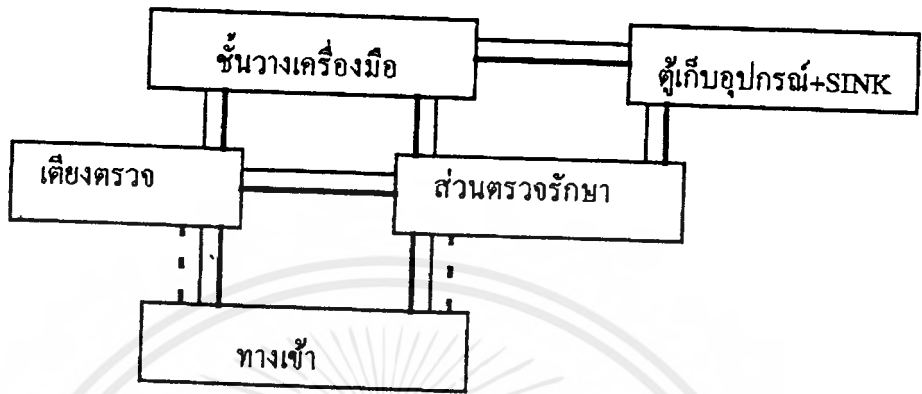 ชั้นวางเครื่องมือ
ตู้เก็บอุปกรณ์+SINK
เตียงตรวจ
ส่วนตรวจรักษา
ทางเข้า